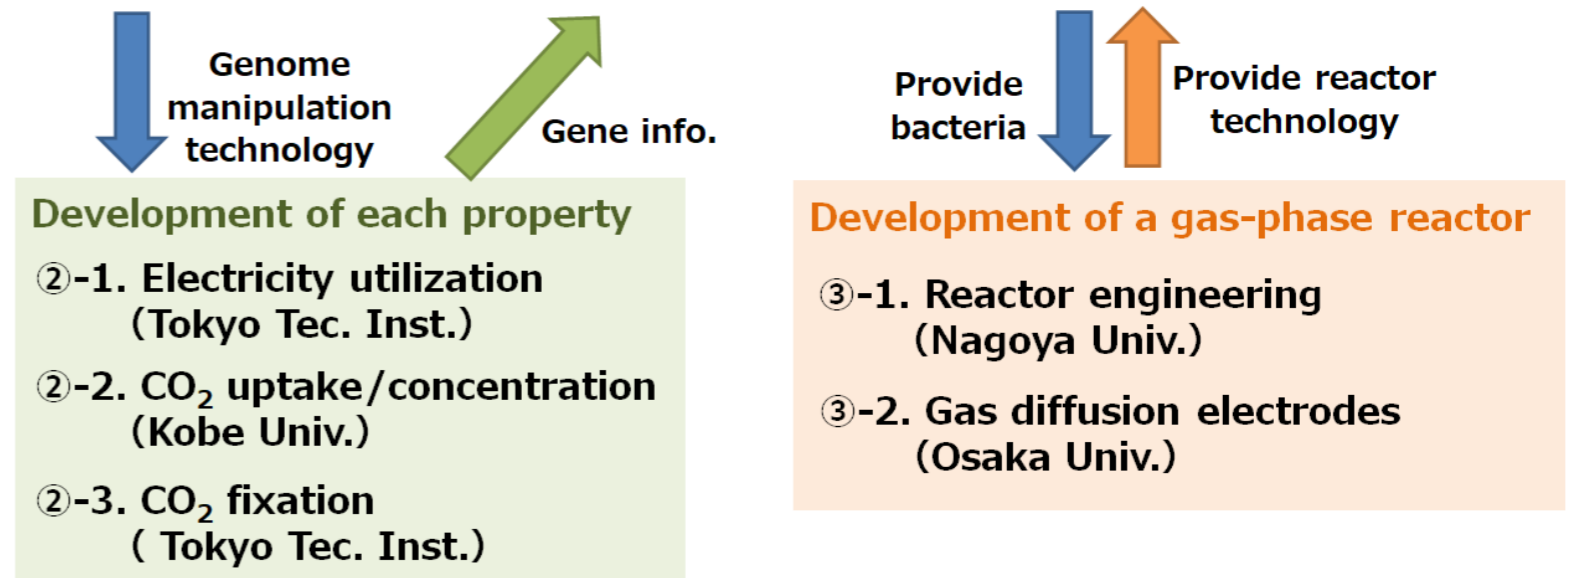 Genome
manipulation
technology
Gene info.
Development of each property
②-1. Electricity utilization
(Tokyo Tec. Inst.)
②-2. CO₂ uptake/concentration
(Kobe Univ.)
②-3. CO₂ fixation
( Tokyo Tec. Inst.)
Provide
bacteria
Provide reactor
technology
Development of a gas-phase reactor
③-1. Reactor engineering
(Nagoya Univ.)
③-2. Gas diffusion electrodes
(Osaka Univ.)